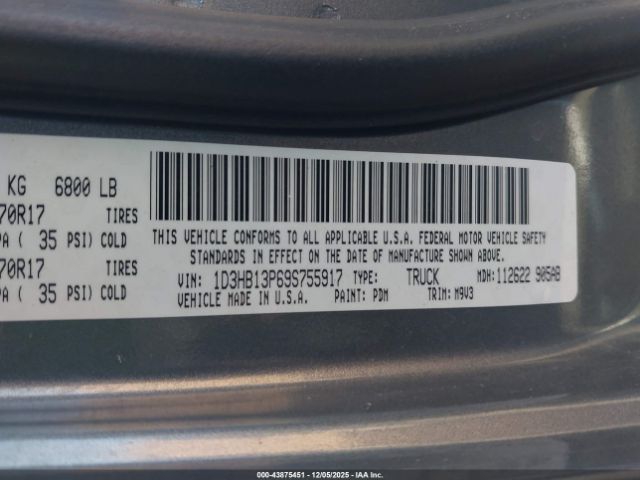 KG 6800 LB
70R17 TIRES
PA ( 35 PSI) COLD
70R17 TIRES
PA ( 35 PSI) COLD
THIS VEHICLE CONFORMS TO ALL APPLICABLE U.S.A. FEDERAL MOTOR VEHICLE SAFETY
STANDARDS IN EFFECT ON THE DATE OF MANUFACTURE SHOWN ABOVE.
VIN: 1D3HB13P69S755917 TYPE: TRUCK MDH: 112622 905AB
VEHICLE MADE IN U.S.A. PAINT: PDM TRIM: M9V3
000-43875451 - 12/05/2025 - IAAI.COM